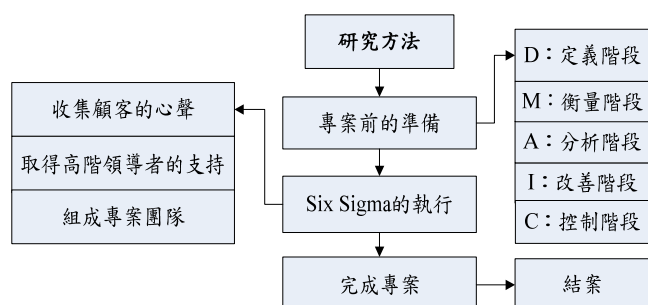 研究方法
專案前的準備
Six Sigma的執行
完成專案
結案
收集顧客的心聲
取得高階領導者的支持
組成專案團隊
D：定義階段
M：衡量階段
A：分析階段
I：改善階段
C：控制階段